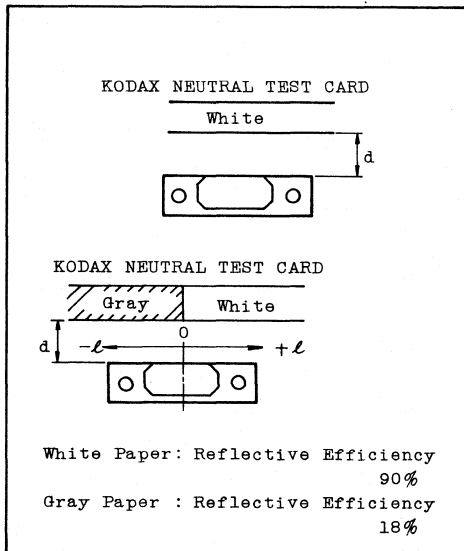 KODAX NEUTRAL TEST CARD
White
d
KODAX NEUTRAL TEST CARD
Gray White
d
0
-ℓ +ℓ
White Paper: Reflective Efficiency
90%
Gray Paper : Reflective Efficiency
18%